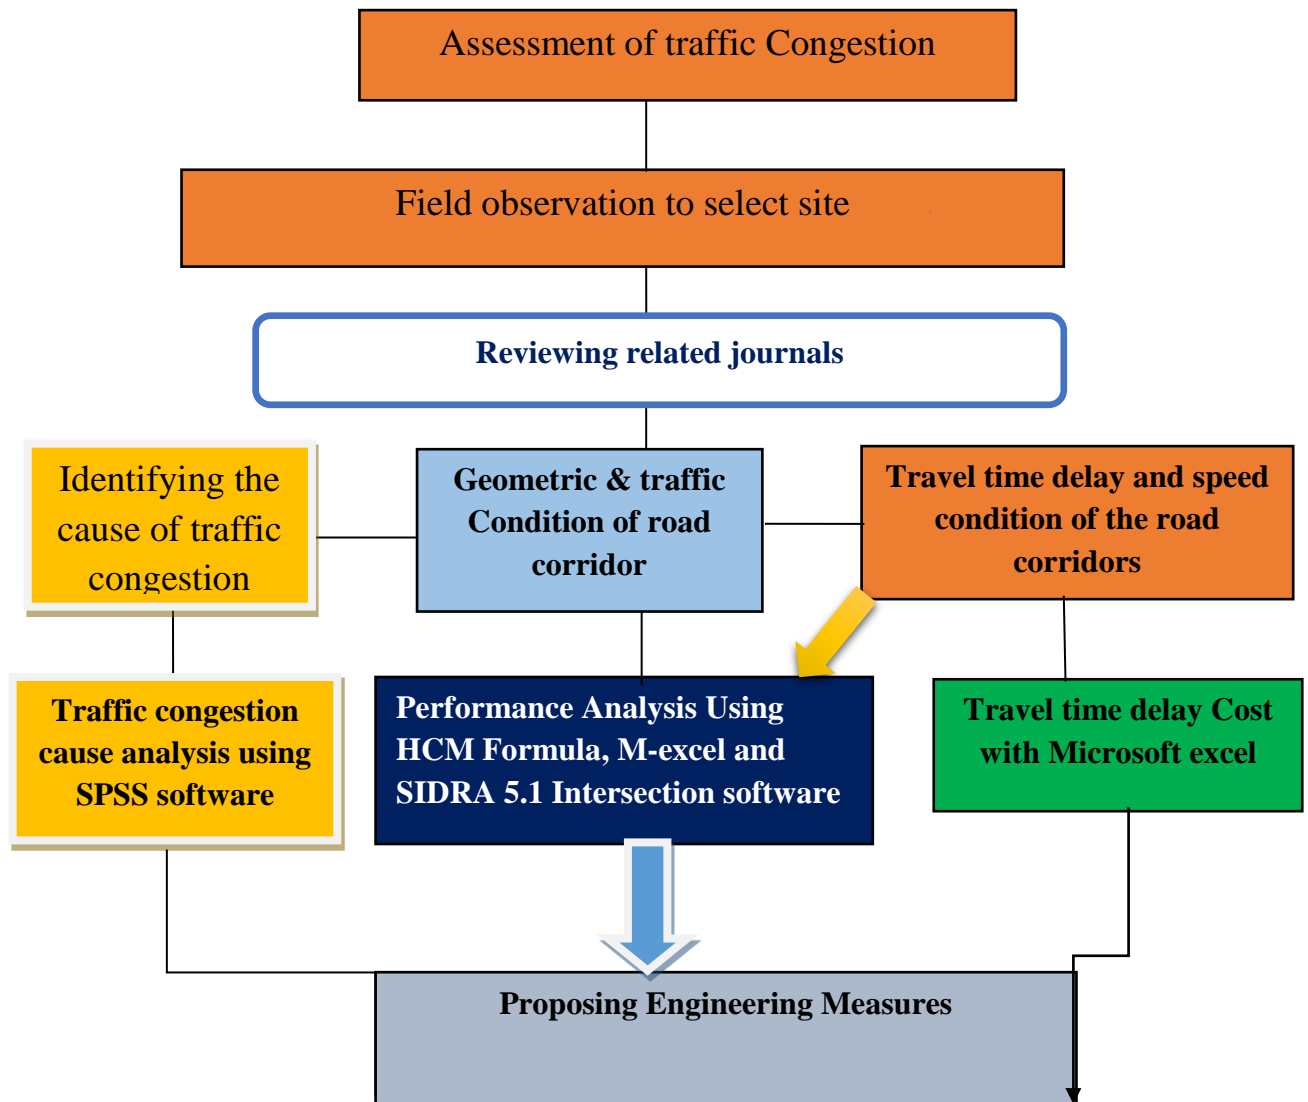 Assessment of traffic Congestion
Field observation to select site
Reviewing related journals
Identifying the
cause of traffic
congestion
Geometric & traffic
Condition of road
corridor
Travel time delay and speed
condition of the road
corridors
Traffic congestion
cause analysis using
SPSS software
Performance Analysis Using
HCM Formula, M-excel and
SIDRA 5.1 Intersection software
Travel time delay Cost
with Microsoft excel
Proposing Engineering Measures